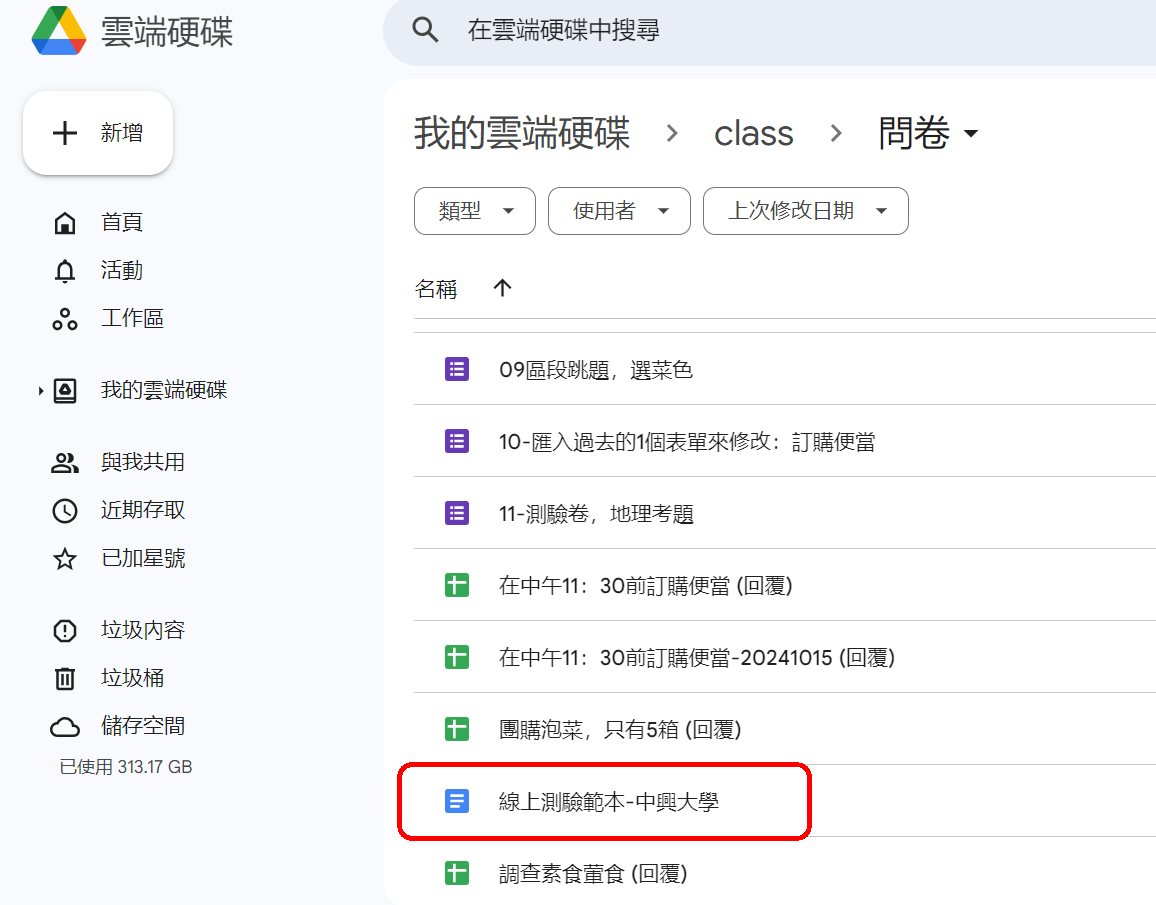 雲端硬碟
在雲端硬碟中搜尋
新增
首頁
活動
工作區
我的雲端硬碟
與我共用
近期存取
已加星號
垃圾內容
垃圾桶
儲存空間
已使用 313.17 GB
我的雲端硬碟 > class > 問卷
類型 使用者 上次修改日期
名稱 ↑
09區段跳題，選菜色
10-匯入過去的1個表單來修改：訂購便當
11-測驗卷，地理考題
在中午11：30前訂購便當 (回覆)
在中午11：30前訂購便當-20241015 (回覆)
團購泡菜，只有5箱 (回覆)
線上測驗範本-中興大學
調查素食葷食 (回覆)